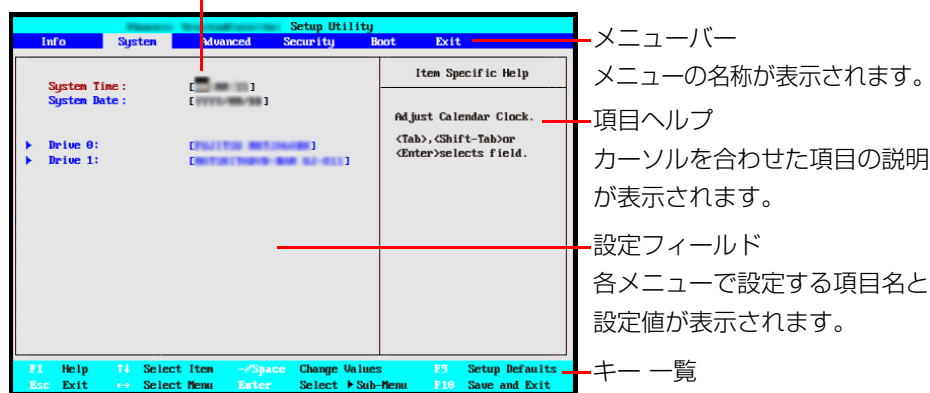 Setup Utility
Info System Advanced Security Boot Exit
System Time :
System Date :
Drive 0:
Drive 1:
Item Specific Help
Adjust Calendar Clock.
<Tab>,<Shift-Tab>or
<Enter>selects field.
F1 Help ↑↓ Select Item -/Space Change Values F9 Setup Defaults
Esc Exit ↔ Select Menu Enter Select ▶Sub-Menu F10 Save and Exit
メニューバー
メニューの名称が表示されます。
項目ヘルプ
カーソルを合わせた項目の説明
が表示されます。
設定フィールド
各メニューで設定する項目名と
設定値が表示されます。
キー 一覧